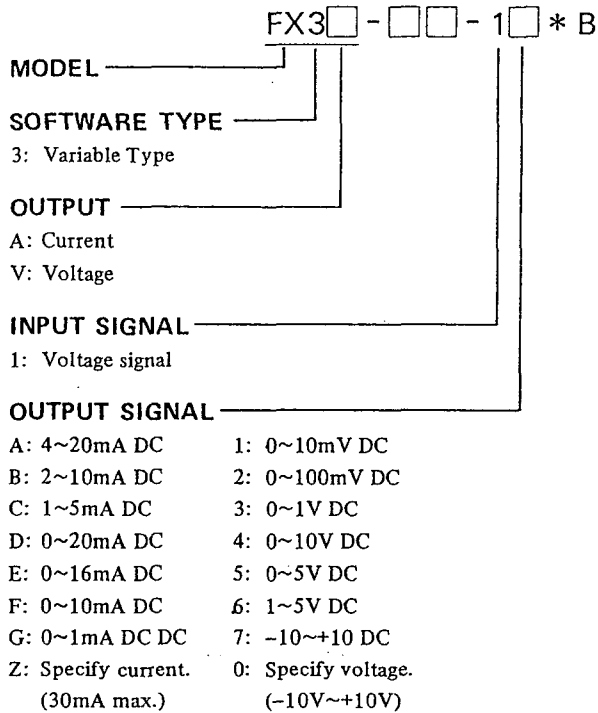 FX3□-□□-1□*B
MODEL
SOFTWARE TYPE
3: Variable Type
OUTPUT
A: Current
V: Voltage
INPUT SIGNAL
1: Voltage signal
OUTPUT SIGNAL
A: 4~20mA DC 1: 0~10mV DC
B: 2~10mA DC 2: 0~100mV DC
C: 1~5mA DC 3: 0~1V DC
D: 0~20mA DC 4: 0~10V DC
E: 0~16mA DC 5: 0~5V DC
F: 0~10mA DC 6: 1~5V DC
G: 0~1mA DC DC 7: -10~+10 DC
Z: Specify current. 0: Specify voltage.
(30mA max.) (-10V~+10V)